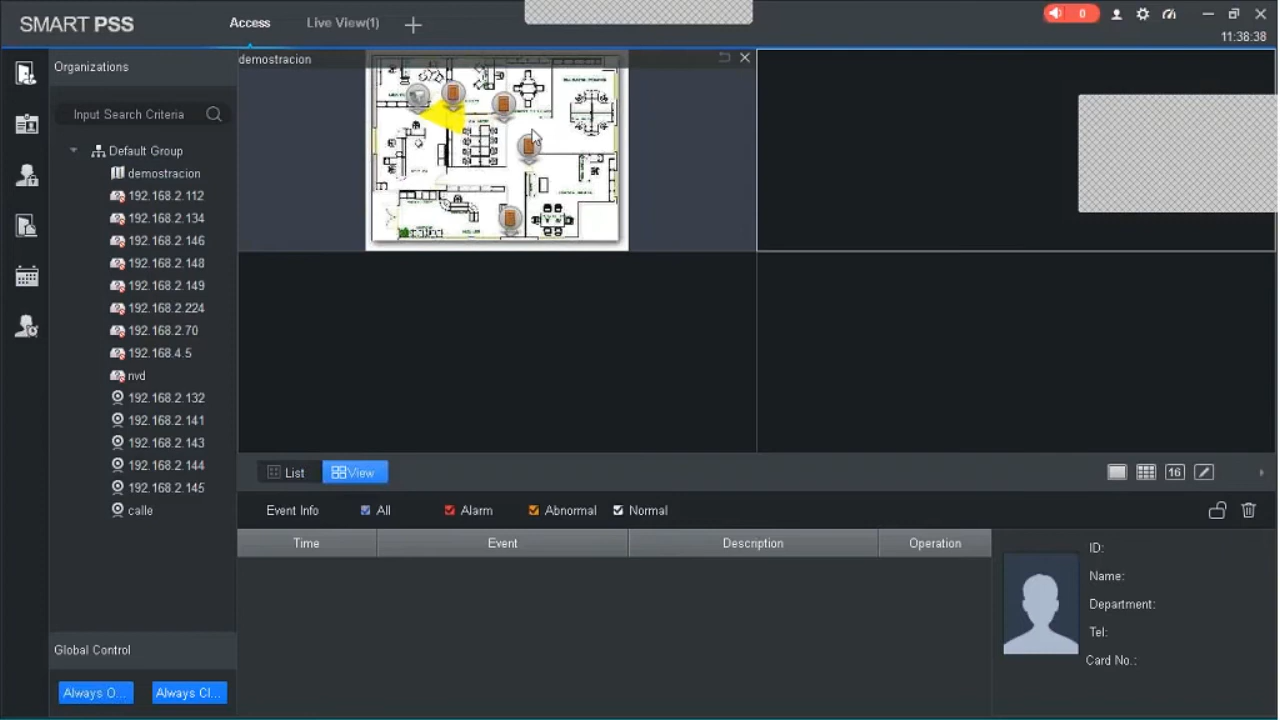 SMART PSS
Access
Live View(1)
0
11:38:38
Organizations
demostracion
Input Search Criteria
Default Group
demostracion
192.168.2.112
192.168.2.134
192.168.2.146
192.168.2.148
192.168.2.149
192.168.2.224
192.168.2.70
192.168.4.5
nvd
192.168.2.132
192.168.2.141
192.168.2.143
192.168.2.144
192.168.2.145
calle
List
View
16
Event Info
All
Alarm
Abnormal
Normal
Time
Event
Description
Operation
ID:
Name:
Department:
Tel:
Card No.:
Global Control
Always O...
Always Cl...